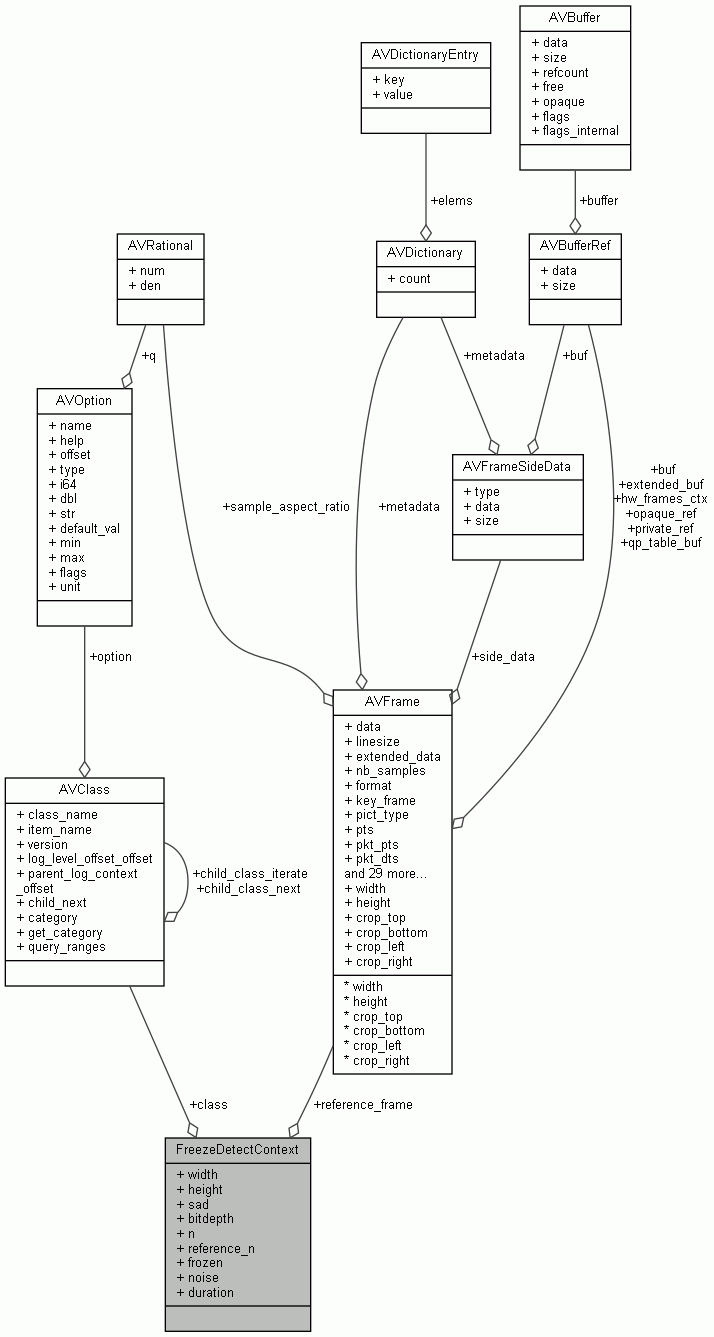 AVBuffer
+ data
+ size
+ refcount
+ free
+ opaque
+ flags
+ flags_internal
AVDictionaryEntry
+ key
+ value
+elems
+buffer
AVRational
+ num
+ den
AVDictionary
+ count
AVBufferRef
+ data
+ size
+q
+metadata
+buf
AVOption
+ name
+ help
+ offset
+ type
+ i64
+ dbl
+ str
+ default_val
+ min
+ max
+ flags
+ unit
AVFrameSideData
+ type
+ data
+ size
+sample_aspect_ratio
+metadata
+buf
+extended_buf
+hw_frames_ctx
+opaque_ref
+private_ref
+qp_table_buf
+option
+side_data
AVFrame
+ data
+ linesize
+ extended_data
+ nb_samples
+ format
+ key_frame
+ pict_type
+ pts
+ pkt_pts
+ pkt_dts
and 29 more...
+ width
+ height
+ crop_top
+ crop_bottom
+ crop_left
+ crop_right
* width
* height
* crop_top
* crop_bottom
* crop_left
* crop_right
AVClass
+ class_name
+ item_name
+ version
+ log_level_offset_offset
+ parent_log_context
_offset
+ child_next
+ category
+ get_category
+ query_ranges
+child_class_iterate
+child_class_next
+class
+reference_frame
FreezeDetectContext
+ width
+ height
+ sad
+ bitdepth
+ n
+ reference_n
+ frozen
+ noise
+ duration